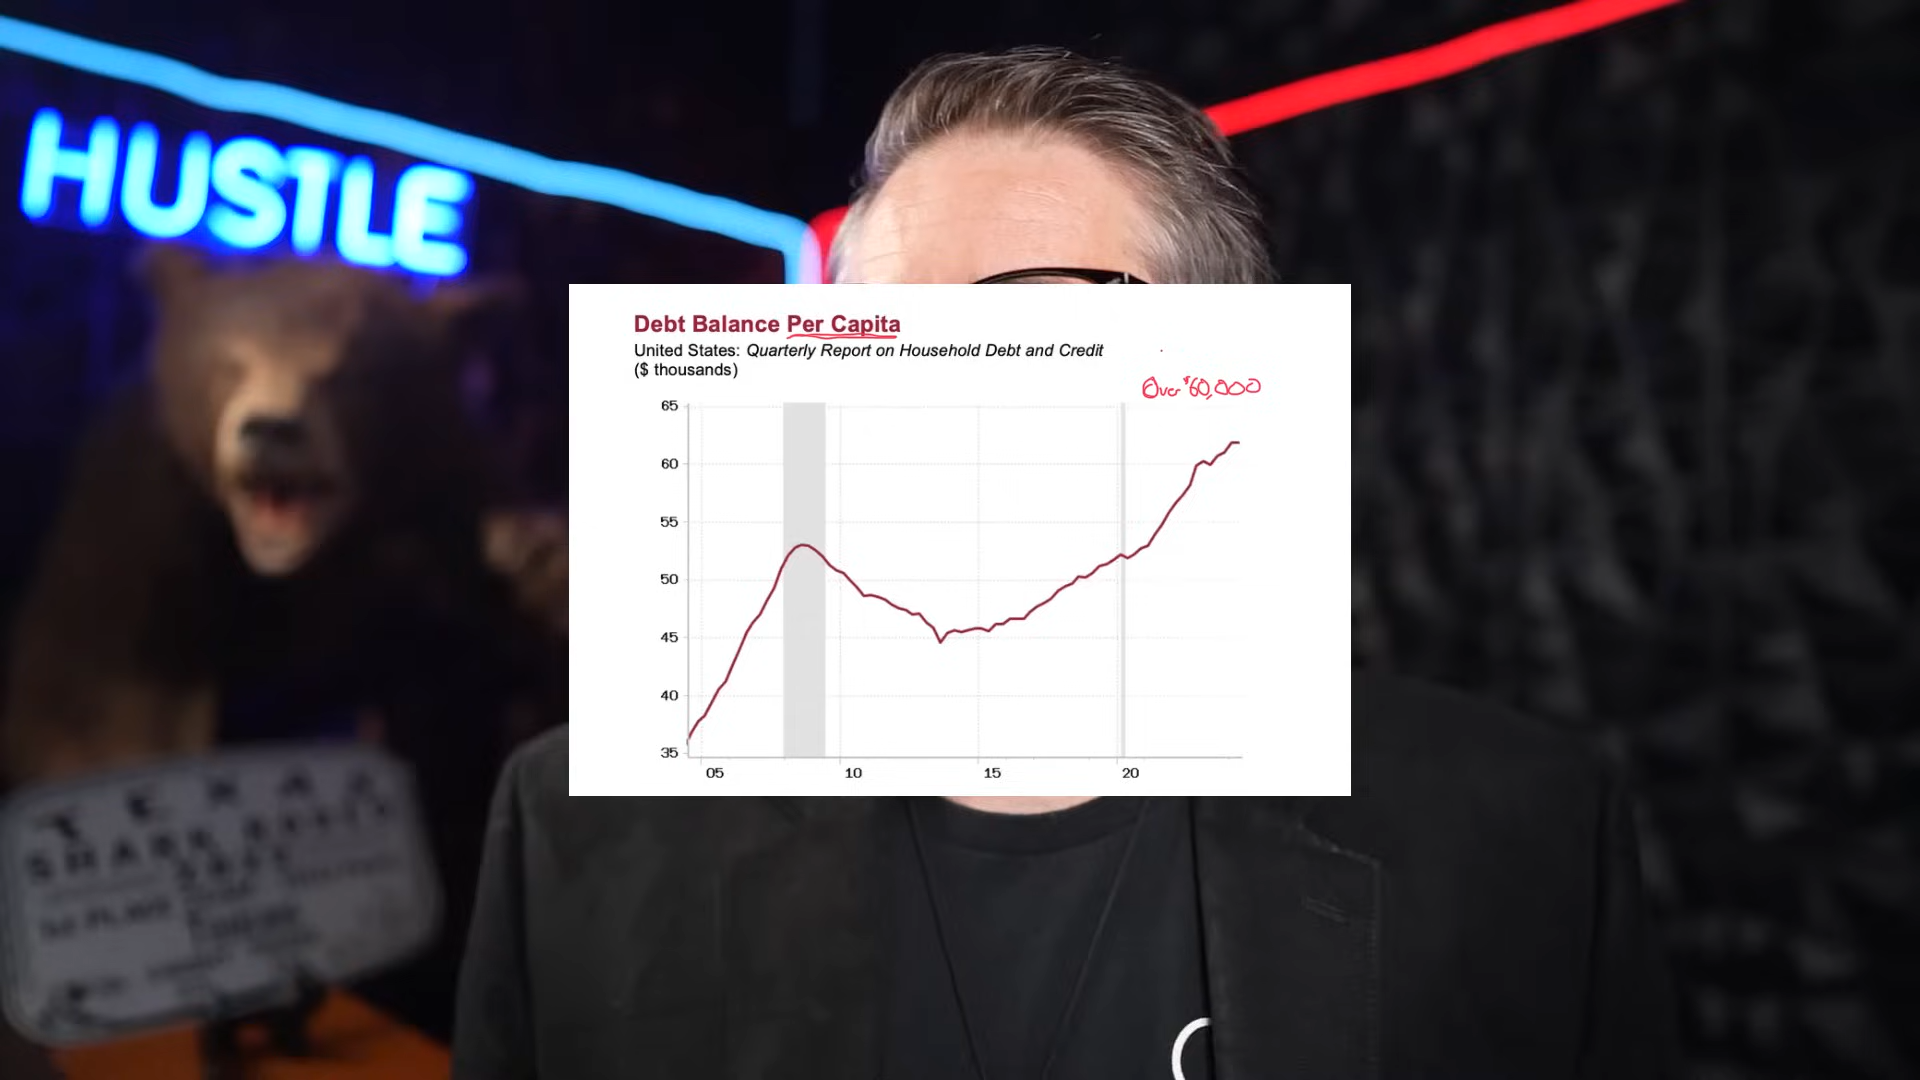 HUSTLE
Debt Balance Per Capita
United States: Quarterly Report on Household Debt and Credit
($ thousands)
Over $60,000
65
60
55
50
45
40
35
05 10 15 20
TEXAS